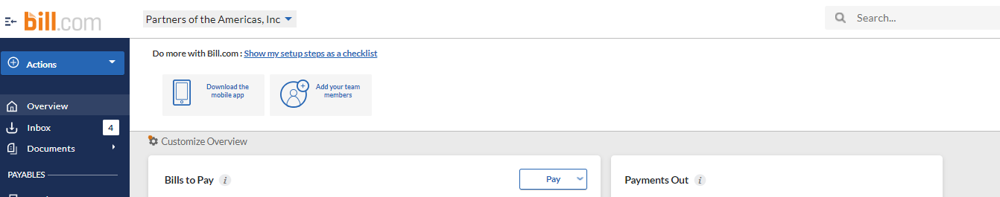 bill.com
Partners of the Americas, Inc
Search...
Do more with Bill.com : Show my setup steps as a checklist
Actions
Download the
mobile app
Add your team
members
Overview
Inbox 4
Documents
Customize Overview
PAYABLES
Bills to Pay i
Pay
Payments Out i